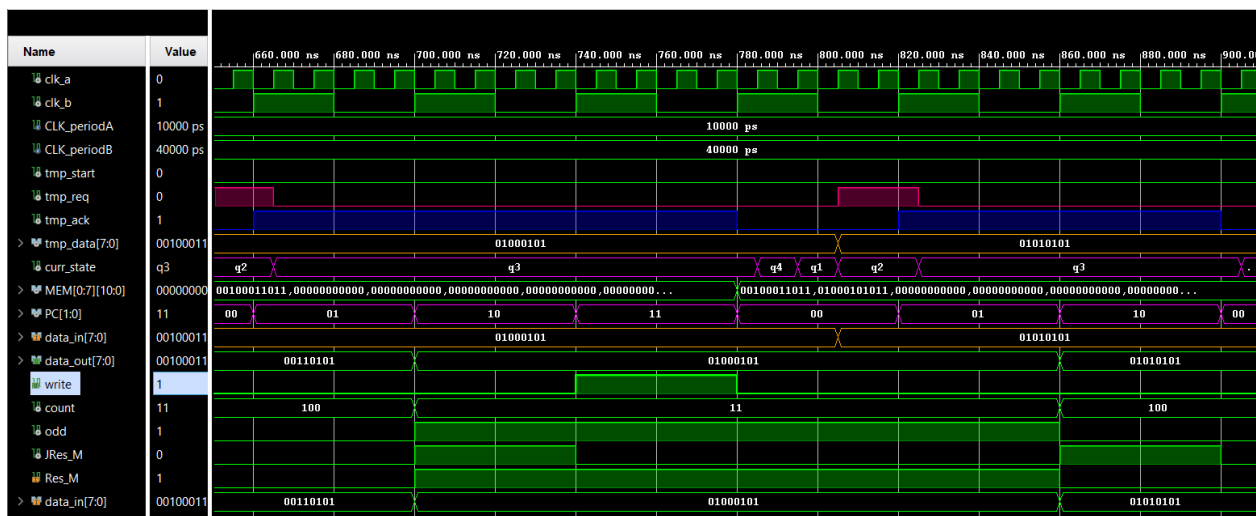 Name Value 660.000 ns 680.000 ns 700.000 ns 720.000 ns 740.000 ns 760.000 ns 780.000 ns 800.000 ns 820.000 ns 840.000 ns 860.000 ns 880.000 ns 900.0
clk_a 0
clk_b 1
CLK_periodA 10000 ps 10000 ps
CLK_periodB 40000 ps 40000 ps
tmp_start 0
tmp_req 0
tmp_ack 1
> tmp_data[7:0] 00100011 01000101 01010101
curr_state q3 q2 q3 q4 q1 q2 q3 .
> MEM[0:7][10:0] 00000000 00100011011,00000000000,00000000000,00000000000,00000000000,00000000... 00100011011,01000101011,00000000000,00000000000,00000000000,00000000...
> PC[1:0] 11 00 01 10 11 00 01 10 00
> data_in[7:0] 00100011 01000101 01010101
> data_out[7:0] 00100011 00110101 01000101 01010101
write 1
count 11 100 11 100
odd 1
JRes_M 0
Res_M 1
> data_in[7:0] 00100011 00110101 01000101 01010101